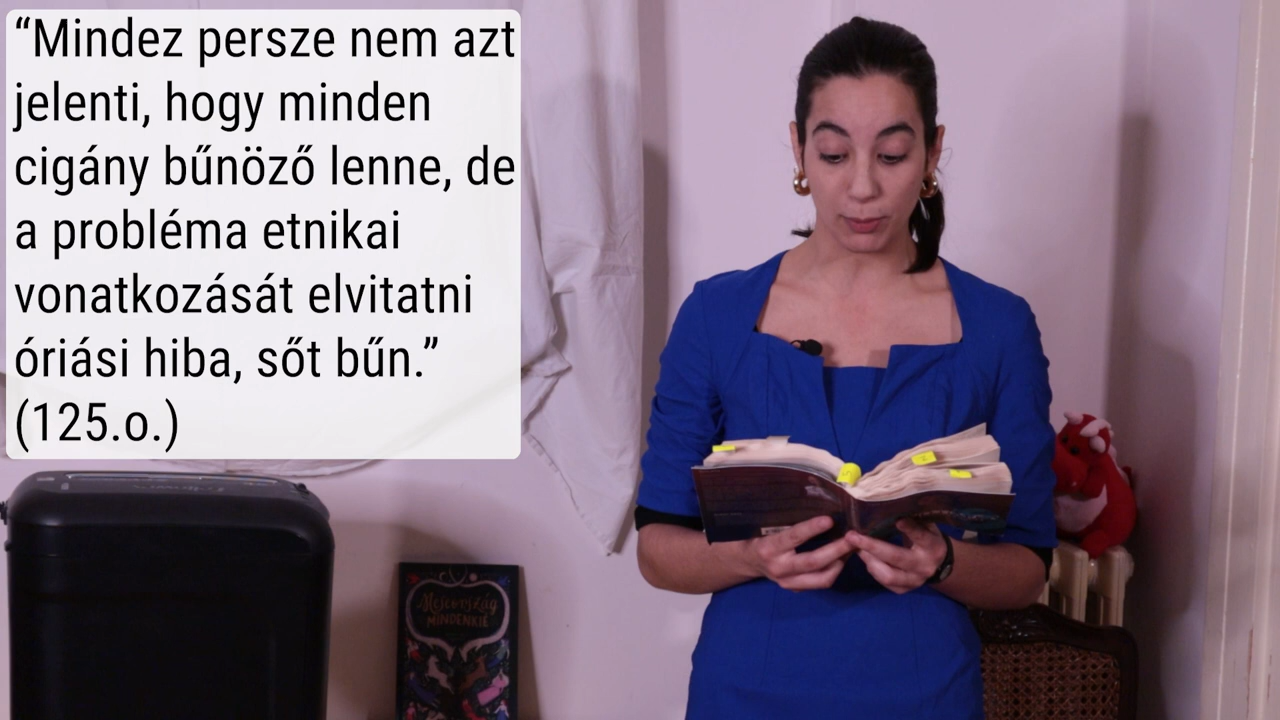 “Mindez persze nem azt
jelenti, hogy minden
cigány bűnöző lenne, de
a probléma etnikai
vonatkozását elvitatni
óriási hiba, sőt bűn.”
(125.o.)
Meseország
MINDENKIÉ